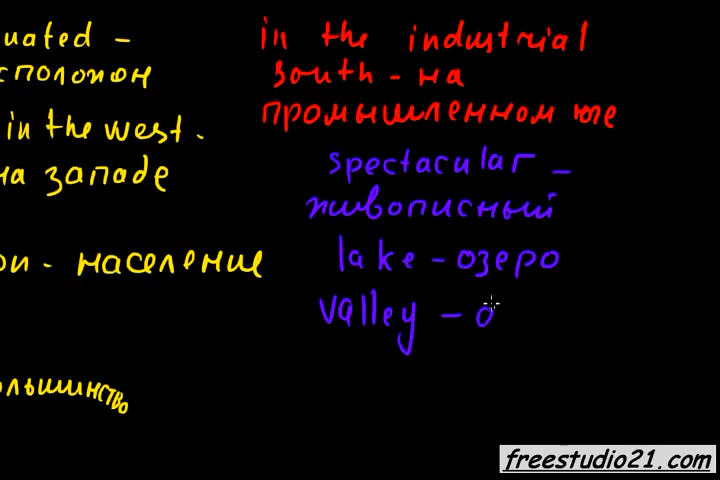 uated –
сположен
in the west.
на западе
on - население
ольшинство
in the industrial
south - на
промышленном юге
spectacular –
живописный
lake - озеро
valley – д
freestudio21.com